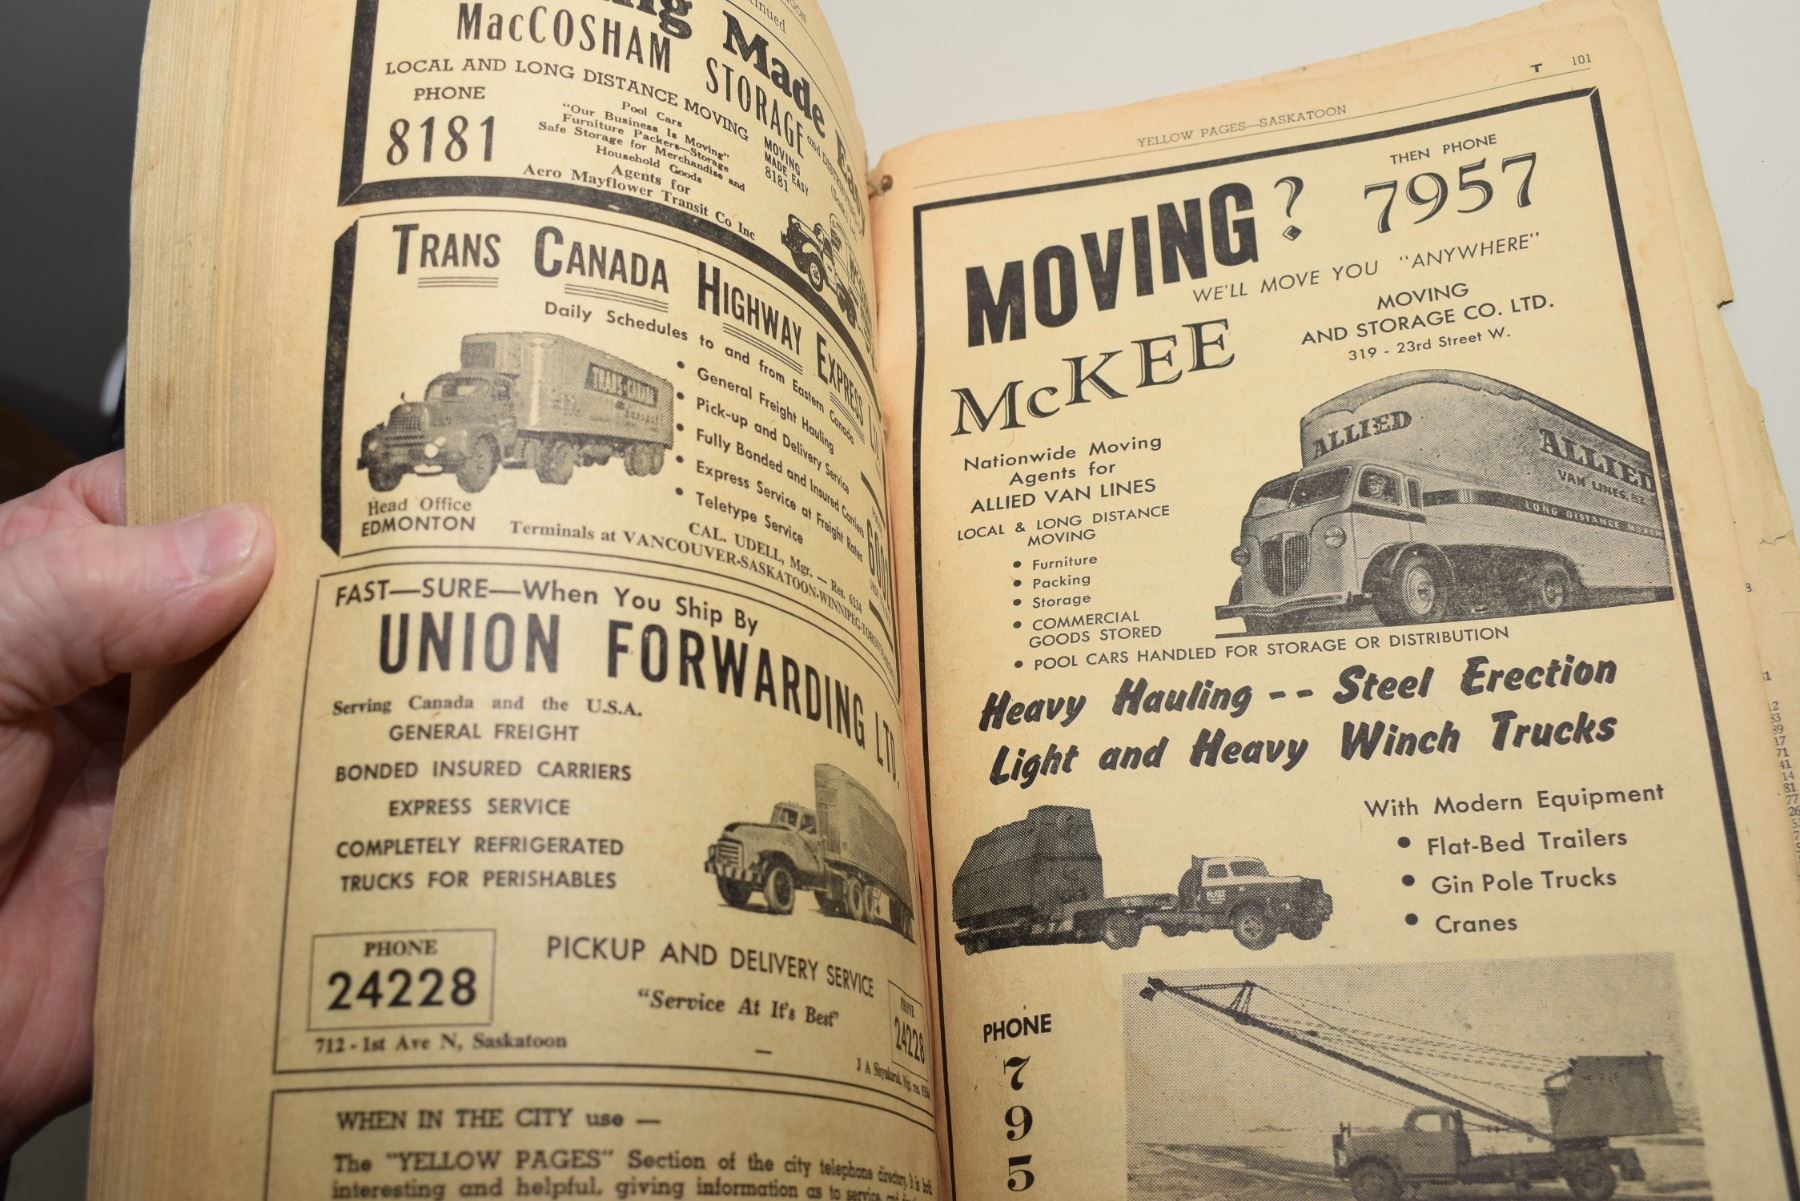 Made
MacCOSHAM STORAGE
LOCAL AND LONG DISTANCE MOVING
PHONE
8181
Pool Cars
"Our Business Is Moving"
Furniture Packers—Storage
Safe Storage for Merchandise and
Household Goods
Agents for
Aero Mayflower Transit Co Inc
MOVING
MADE EASY
8181
TRANS CANADA HIGHWAY EXPRESS
Daily Schedules to and from Eastern Canada
• General Freight Hauling
• Pick-up and Delivery Service
• Fully Bonded and Insured Carriers
• Express Service at Freight Rates
• Teletype Service
TRANS-CANADA
Head Office
EDMONTON
CAL. UDELL, Mgr. — Res. 6234
Terminals at VANCOUVER-SASKATOON-WINNIPEG
FAST—SURE—When You Ship By
UNION FORWARDING LTD.
Serving Canada and the U.S.A.
GENERAL FREIGHT
BONDED INSURED CARRIERS
EXPRESS SERVICE
COMPLETELY REFRIGERATED
TRUCKS FOR PERISHABLES
PHONE
24228
PICKUP AND DELIVERY SERVICE
"Service At It's Best"
PHONE
24228
712 - 1st Ave N, Saskatoon
WHEN IN THE CITY use —
The "YELLOW PAGES" Section of the city telephone
interesting and helpful, giving information as to service
T 101
YELLOW PAGES—SASKATOON
MOVING?
THEN PHONE
7957
WE'LL MOVE YOU "ANYWHERE"
McKEE
MOVING
AND STORAGE CO. LTD.
319 - 23rd Street W.
Nationwide Moving
Agents for
ALLIED VAN LINES
LOCAL & LONG DISTANCE
MOVING
• Furniture
• Packing
• Storage
• COMMERCIAL
GOODS STORED
• POOL CARS HANDLED FOR STORAGE OR DISTRIBUTION
ALLIED
ALLIED
VAN LINES
LONG DISTANCE
Heavy Hauling -- Steel Erection
Light and Heavy Winch Trucks
With Modern Equipment
• Flat-Bed Trailers
• Gin Pole Trucks
• Cranes
PHONE
7
9
5